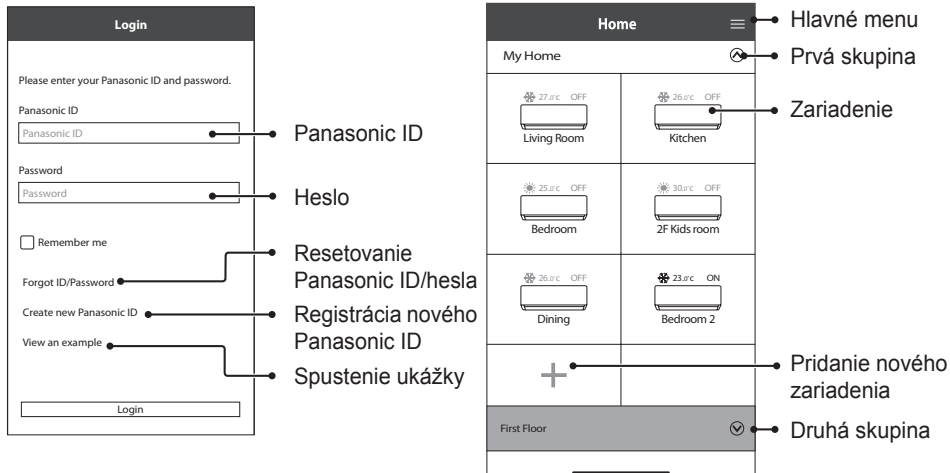 Login
Please enter your Panasonic ID and password.
Panasonic ID
Panasonic ID
Password
Password
Remember me
Forgot ID/Password
Create new Panasonic ID
View an example
Login
Panasonic ID
Heslo
Resetovanie
Panasonic ID/hesla
Registrácia nového
Panasonic ID
Spustenie ukážky
Home
My Home
27.0°C OFF
Living Room
26.0°C OFF
Kitchen
25.0°C OFF
Bedroom
30.0°C OFF
2F Kids room
26.0°C OFF
Dining
23.0°C ON
Bedroom 2
+
First Floor
Hlavné menu
Prvá skupina
Zariadenie
Pridanie nového
zariadenia
Druhá skupina